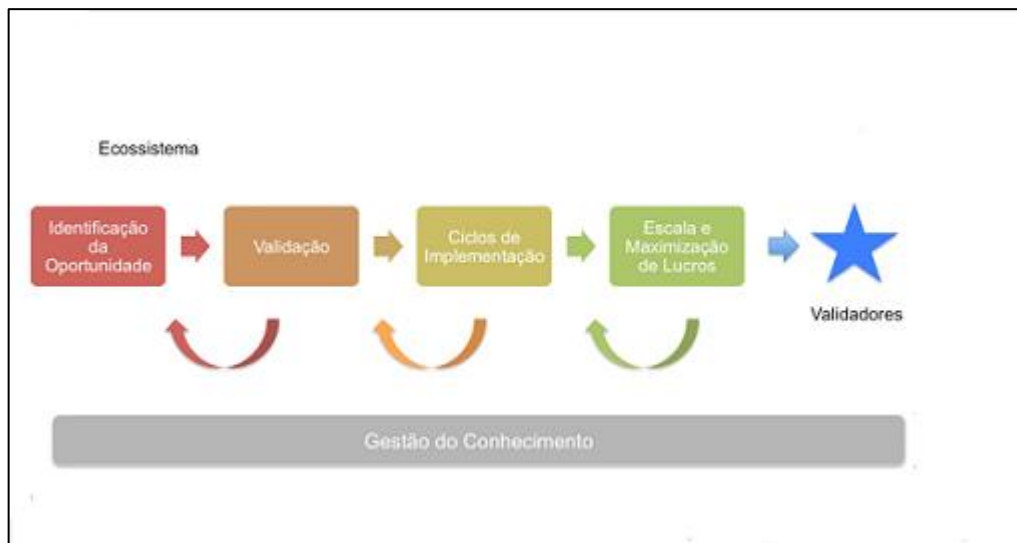 Ecossistema
Identificação
da
Oportunidade
Validação
Ciclos de
Implementação
Escala e
Maximização
de Lucros
Validadores
Gestão do Conhecimento